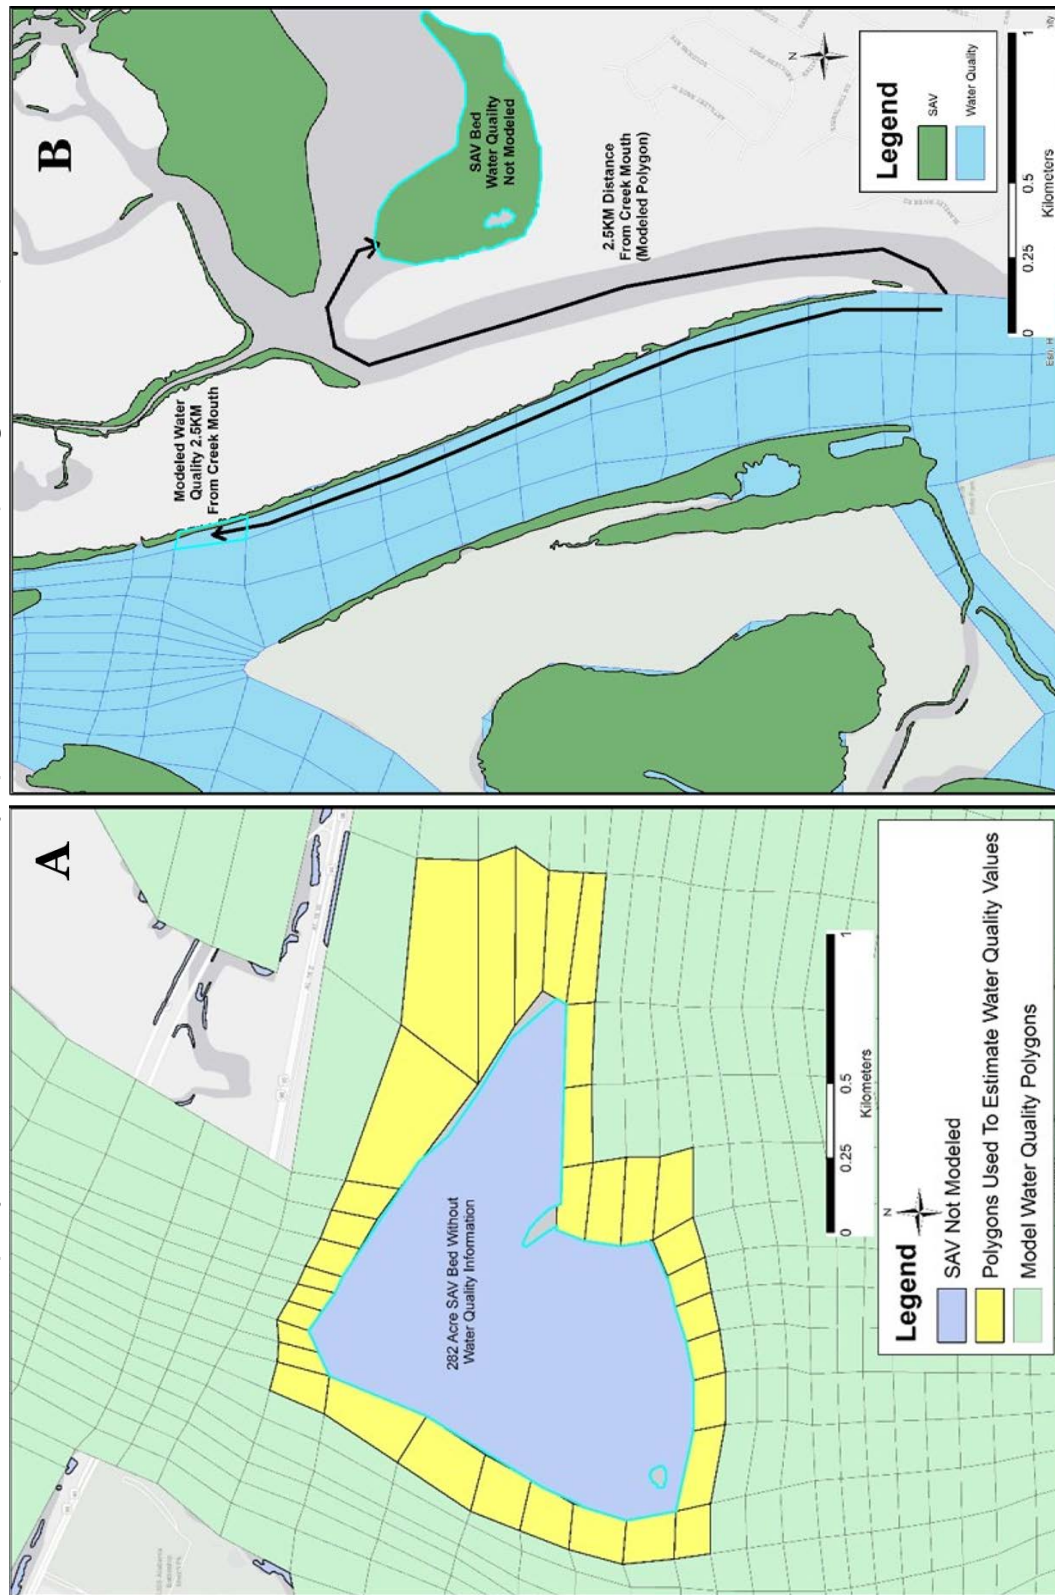 A
282 Acre SAV Bed Without
Water Quality Information
0
0.25
0.5
1
Kilometers
Legend
N
SAV Not Modeled
Polygons Used To Estimate Water Quality Values
Model Water Quality Polygons
B
Modeled Water
Quality 2.5KM
From Creek Mouth
SAV Bed
Water Quality
Not Modeled
2.5KM Distance
From Creek Mouth
(Modeled Polygon)
N
Legend
SAV
Water Quality
0
0.25
0.5
1
Kilometers